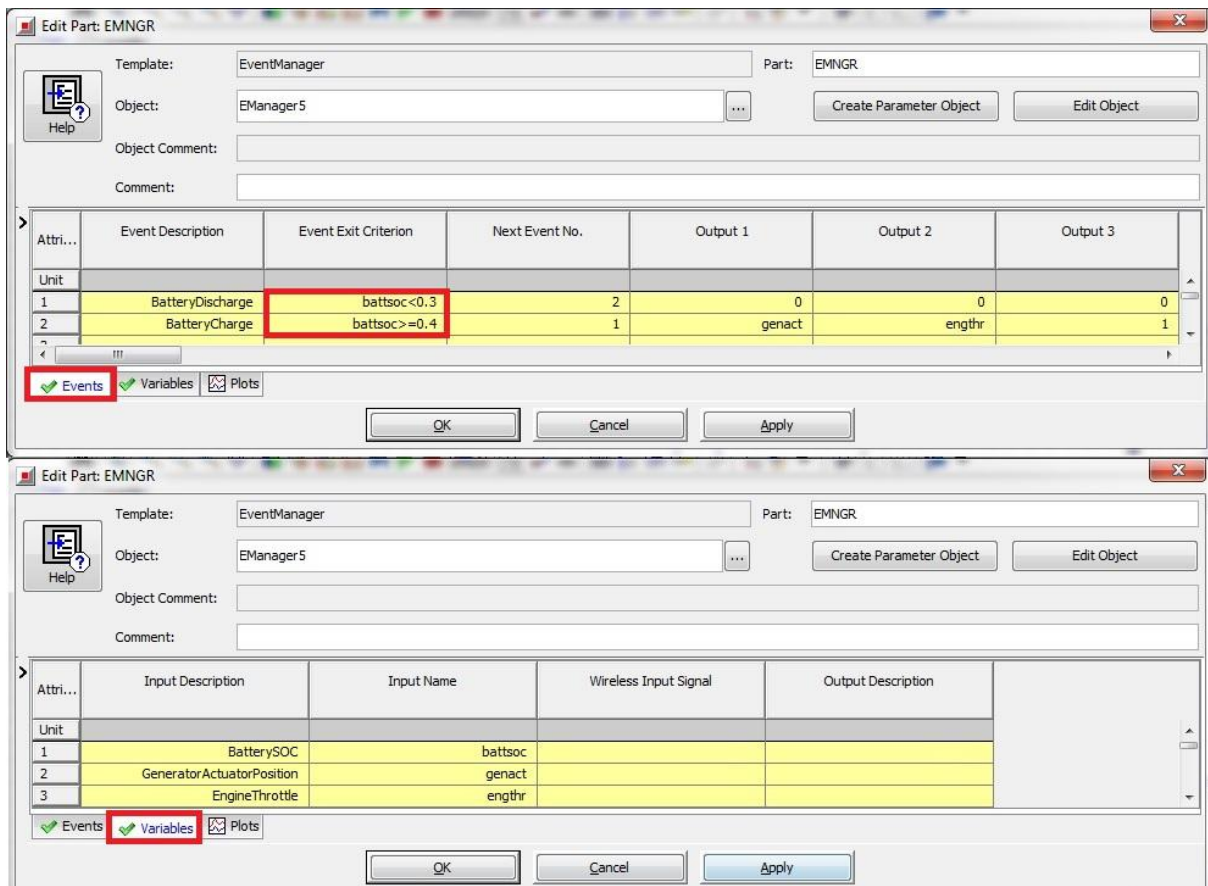 Edit Part: EMNGR
X
Template: EventManager Part: EMNGR
Help
Object: EManager5 ... Create Parameter Object Edit Object
Object Comment:
Comment:
Attri... Event Description Event Exit Criterion Next Event No. Output 1 Output 2 Output 3
Unit
1 BatteryDischarge battsoc<0.3 2 0 0 0
2 BatteryCharge battsoc>=0.4 1 genact engthr 1
Events Variables Plots
OK Cancel Apply
Edit Part: EMNGR
X
Template: EventManager Part: EMNGR
Help
Object: EManager5 ... Create Parameter Object Edit Object
Object Comment:
Comment:
Attri... Input Description Input Name Wireless Input Signal Output Description
Unit
1 BatterySOC battsoc
2 GeneratorActuatorPosition genact
3 EngineThrottle engthr
Events Variables Plots
OK Cancel Apply